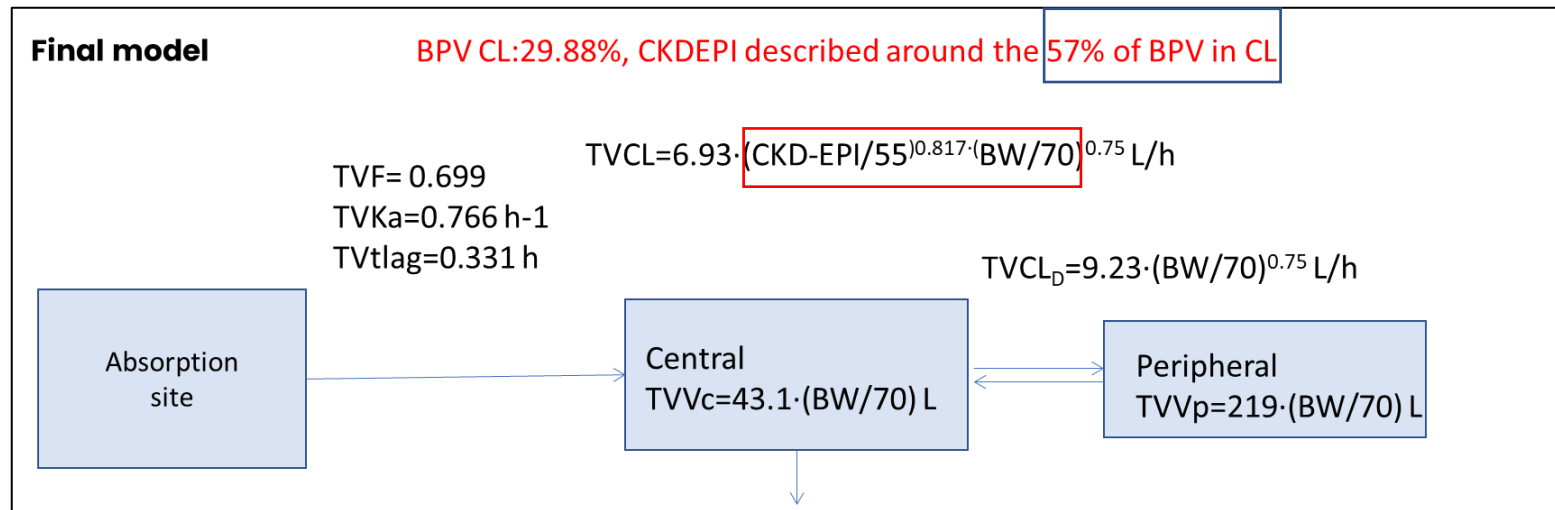 Final model
BPV CL:29.88%, CKDEPI described around the 57% of BPV in CL
TVCL=6.93·(CKD-EPI/55)0.817·(BW/70)0.75 L/h
TVF= 0.699
TVKa=0.766 h-1
TVtlag=0.331 h
TVCLD=9.23·(BW/70)0.75 L/h
Absorption
site
Central
TVVc=43.1·(BW/70) L
Peripheral
TVVp=219·(BW/70) L